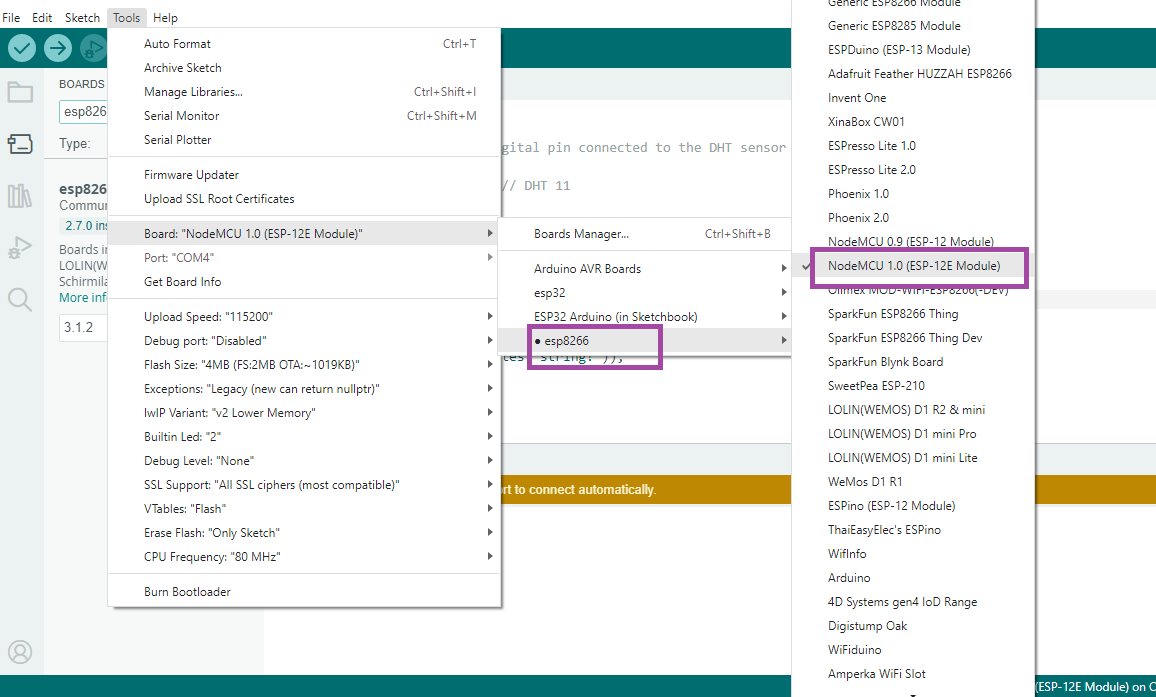 File Edit Sketch Tools Help
Auto Format Ctrl+T
Archive Sketch
Manage Libraries... Ctrl+Shift+I
Serial Monitor Ctrl+Shift+M
Serial Plotter
Firmware Updater
Upload SSL Root Certificates
Board: "NodeMCU 1.0 (ESP-12E Module)"
Port: "COM4"
Get Board Info
Upload Speed: "115200"
Debug port: "Disabled"
Flash Size: "4MB (FS:2MB OTA:~1019KB)"
Exceptions: "Legacy (new can return nullptr)"
lwIP Variant: "v2 Lower Memory"
Builtin Led: "2"
Debug Level: "None"
SSL Support: "All SSL ciphers (most compatible)"
VTables: "Flash"
Erase Flash: "Only Sketch"
CPU Frequency: "80 MHz"
Burn Bootloader
BOARDS
esp826
Type:
esp826
Commu
2.7.0 ins
Boards in
LOLIN(W
Schirmila
More inf
3.1.2
gital pin connected to the DHT sensor
// DHT 11
Boards Manager... Ctrl+Shift+B
Arduino AVR Boards
esp32
ESP32 Arduino (in Sketchbook)
esp8266
string: ));
rt to connect automatically.
Generic ESP8266 Module
Generic ESP8285 Module
ESPDuino (ESP-13 Module)
Adafruit Feather HUZZAH ESP8266
Invent One
XinaBox CW01
ESPresso Lite 1.0
ESPresso Lite 2.0
Phoenix 1.0
Phoenix 2.0
NodeMCU 0.9 (ESP-12 Module)
NodeMCU 1.0 (ESP-12E Module)
Olimex MOD-WIFI-ESP8266(-DEV)
SparkFun ESP8266 Thing
SparkFun ESP8266 Thing Dev
SparkFun Blynk Board
SweetPea ESP-210
LOLIN(WEMOS) D1 R2 & mini
LOLIN(WEMOS) D1 mini Pro
LOLIN(WEMOS) D1 mini Lite
WeMos D1 R1
ESPino (ESP-12 Module)
ThaiEasyElec's ESPino
WifInfo
Arduino
4D Systems gen4 IoD Range
Digistump Oak
WiFiduino
Amperka WiFi Slot
(ESP-12E Module) on C